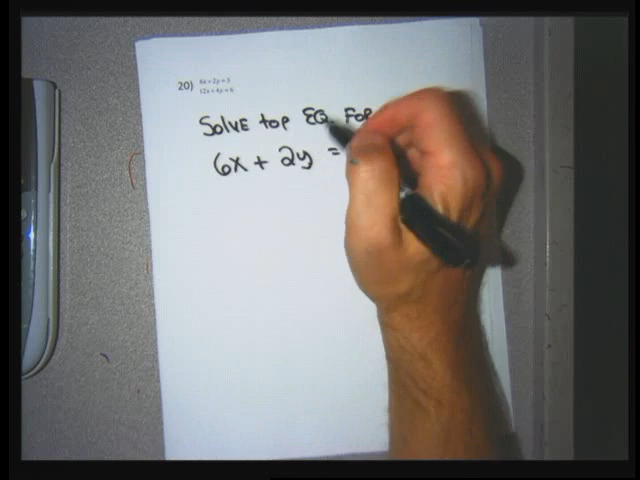 20) 6x+2y=3
12x+4y=6
SOLVE top EQ. FOR
6x + 2y =